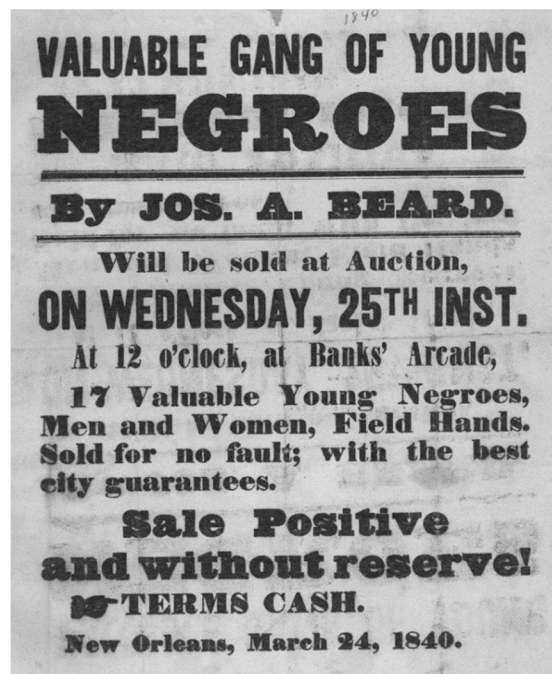 1840
VALUABLE GANG OF YOUNG
NEGROES
By JOS. A. BEARD.
Will be sold at Auction,
ON WEDNESDAY, 25TH INST.
At 12 o'clock, at Banks' Arcade,
17 Valuable Young Negroes,
Men and Women, Field Hands.
Sold for no fault; with the best
city guarantees.
Sale Positive
and without reserve!
TERMS CASH.
New Orleans, March 24, 1840.